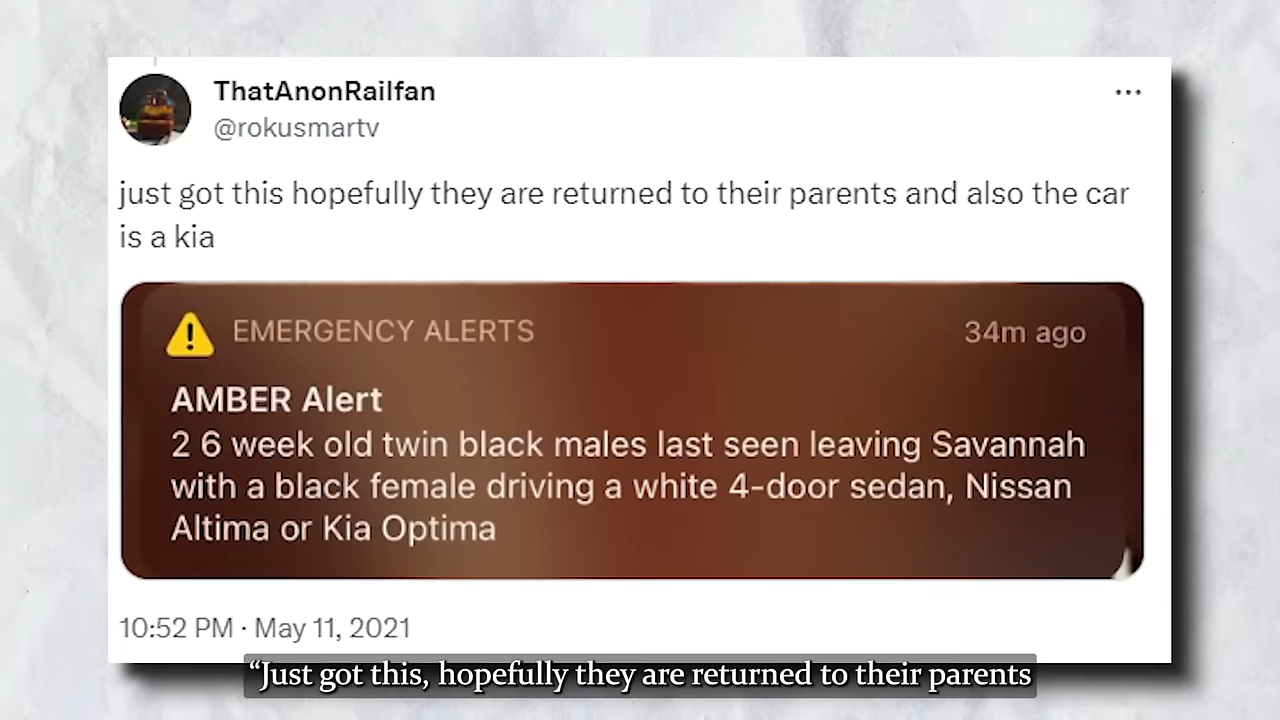 ThatAnonRailfan
@rokusmartv
just got this hopefully they are returned to their parents and also the car
is a kia
EMERGENCY ALERTS
34m ago
AMBER Alert
2 6 week old twin black males last seen leaving Savannah
with a black female driving a white 4-door sedan, Nissan
Altima or Kia Optima
10:52 PM · May 11, 2021
“Just got this, hopefully they are returned to their parents